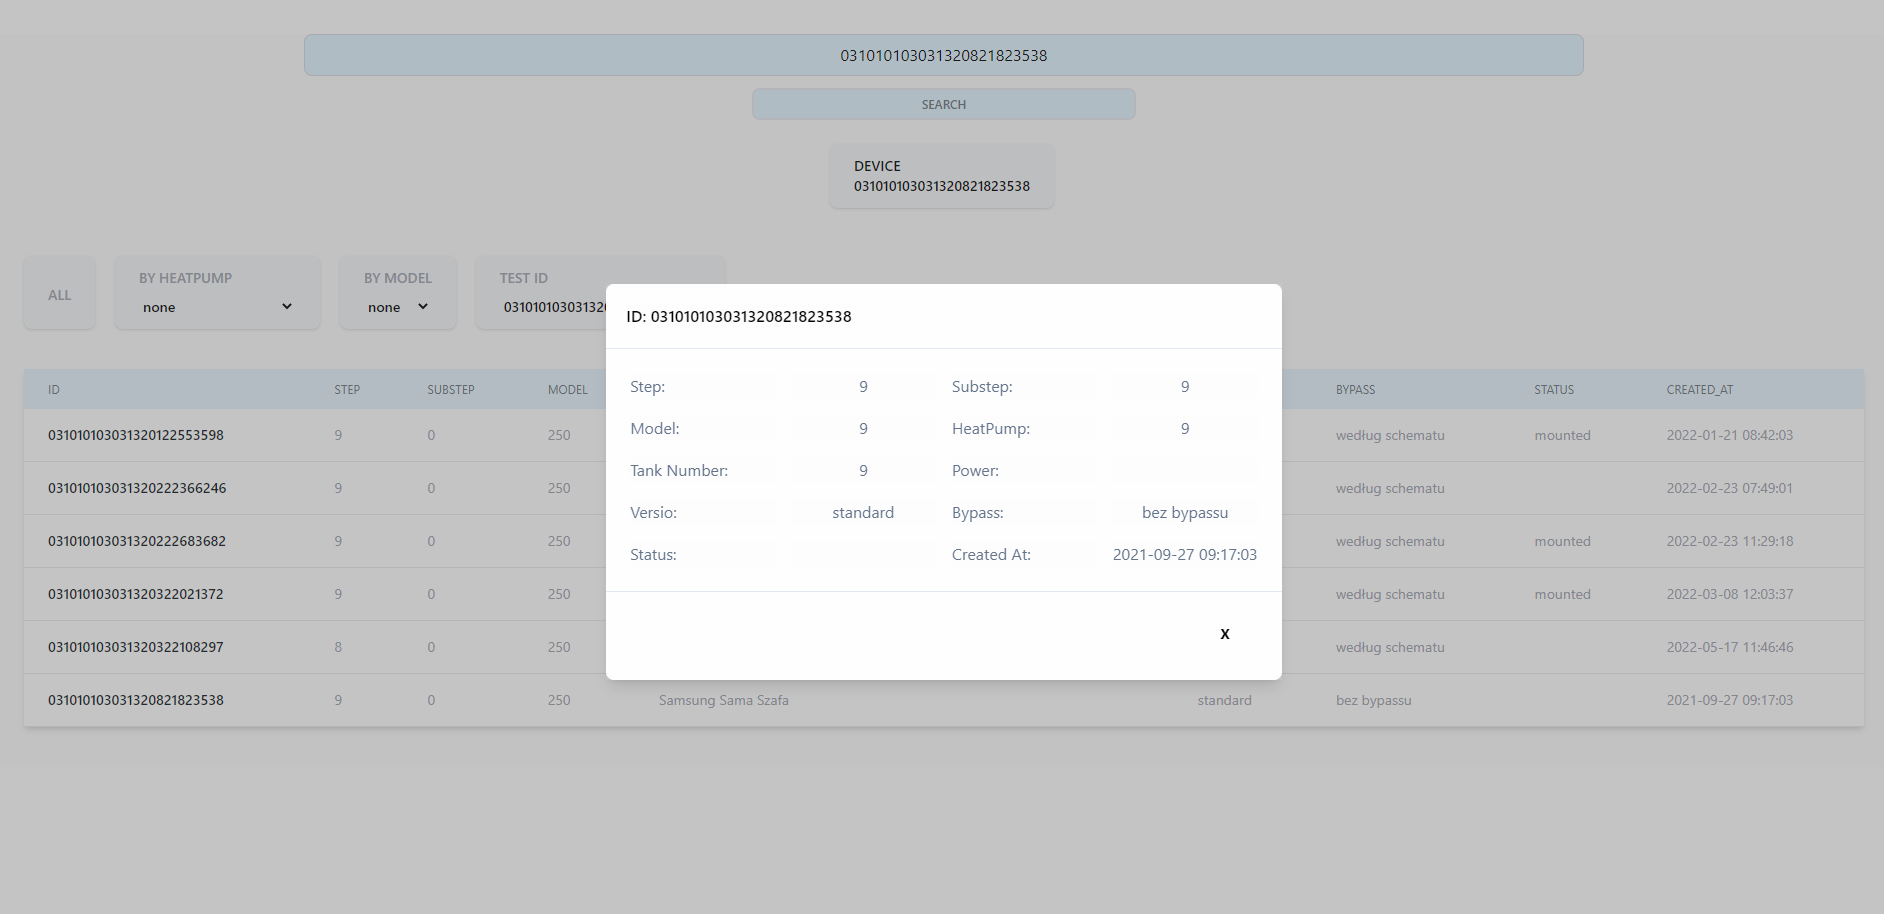 031010103031320821823538
SEARCH
DEVICE
031010103031320821823538
ALL
BY HEATPUMP
none
BY MODEL
none
TEST ID
031010103031320
ID: 031010103031320821823538
Step: 9 Substep: 9
Model: 9 HeatPump: 9
Tank Number: 9 Power:
Versio: standard Bypass: bez bypassu
Status: Created At: 2021-09-27 09:17:03
X
ID STEP SUBSTEP MODEL BYPASS STATUS CREATED_AT
031010103031320122553598 9 0 250 według schematu mounted 2022-01-21 08:42:03
031010103031320222366246 9 0 250 według schematu 2022-02-23 07:49:01
031010103031320222683682 9 0 250 według schematu mounted 2022-02-23 11:29:18
031010103031320322021372 9 0 250 według schematu mounted 2022-03-08 12:03:37
031010103031320322108297 8 0 250 według schematu 2022-05-17 11:46:46
031010103031320821823538 9 0 250 Samsung Sama Szafa standard bez bypassu 2021-09-27 09:17:03